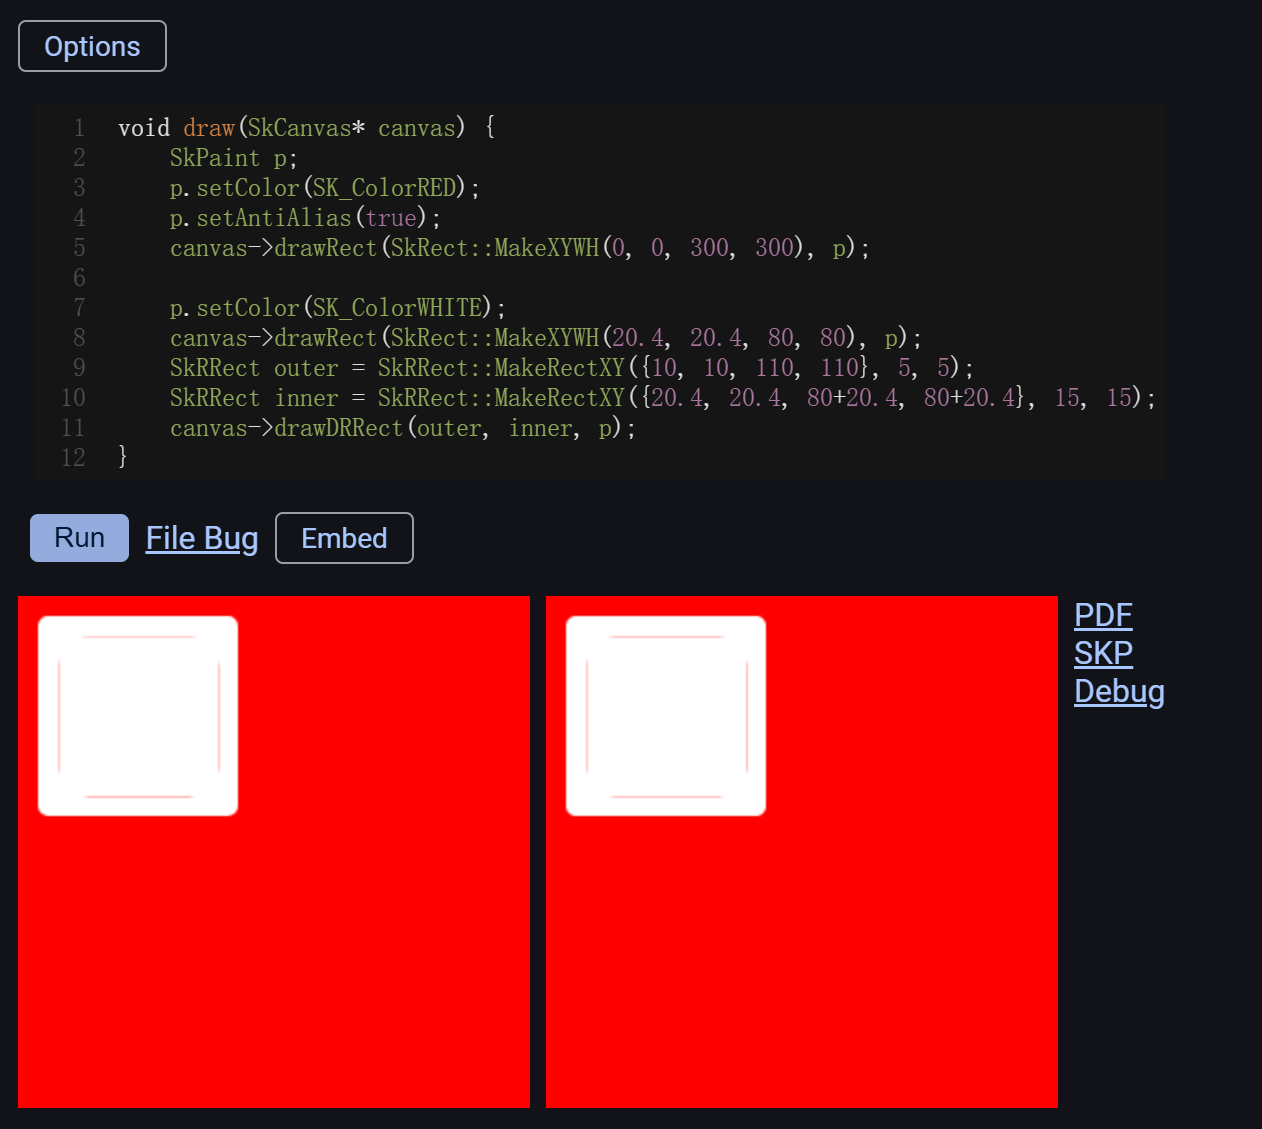 Options
1 void draw(SkCanvas* canvas) {
2 SkPaint p;
3 p.setColor(SK_ColorRED);
4 p.setAntiAlias(true);
5 canvas->drawRect(SkRect::MakeXYWH(0, 0, 300, 300), p);
6
7 p.setColor(SK_ColorWHITE);
8 canvas->drawRect(SkRect::MakeXYWH(20.4, 20.4, 80, 80), p);
9 SkRRect outer = SkRRect::MakeRectXY({10, 10, 110, 110}, 5, 5);
10 SkRRect inner = SkRRect::MakeRectXY({20.4, 20.4, 80+20.4, 80+20.4}, 15, 15);
11 canvas->drawDRRect(outer, inner, p);
12 }
Run File Bug Embed
PDF
SKP
Debug